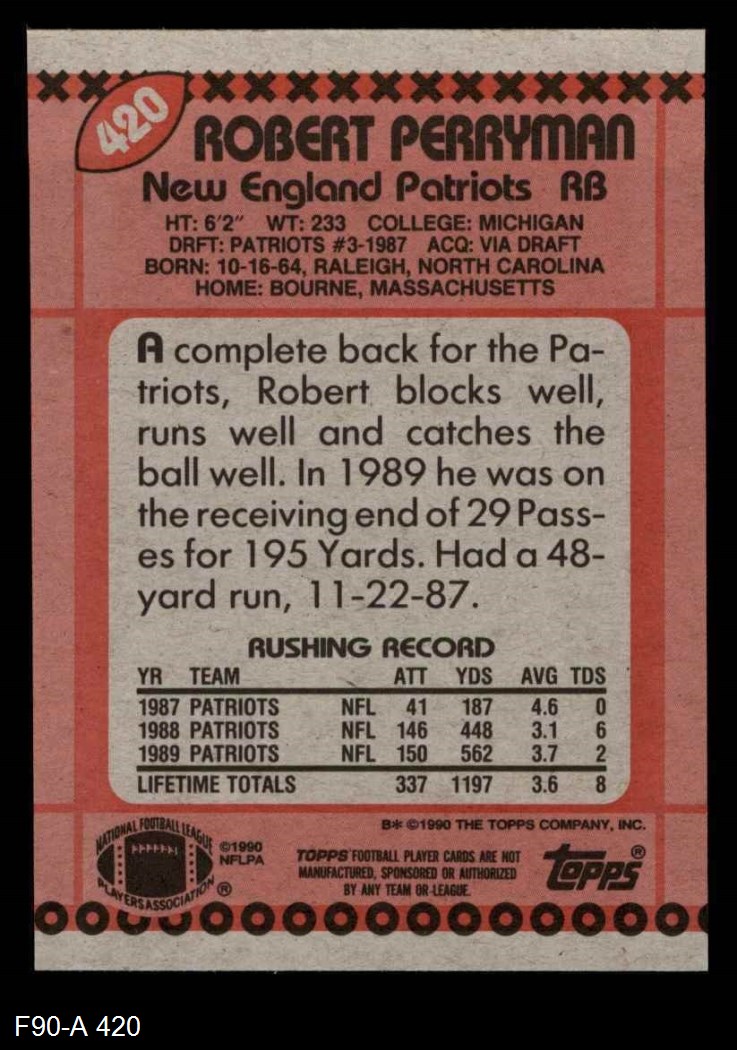 420
ROBERT PERRYMAN
New England Patriots RB
HT: 6'2" WT: 233 COLLEGE: MICHIGAN
DRFT: PATRIOTS #3-1987 ACQ: VIA DRAFT
BORN: 10-16-64, RALEIGH, NORTH CAROLINA
HOME: BOURNE, MASSACHUSETTS
A complete back for the Pa-
triots, Robert blocks well,
runs well and catches the
ball well. In 1989 he was on
the receiving end of 29 Pass-
es for 195 Yards. Had a 48-
yard run, 11-22-87.
RUSHING RECORD
YR TEAM ATT YDS AVG TDS
1987 PATRIOTS NFL 41 187 4.6 0
1988 PATRIOTS NFL 146 448 3.1 6
1989 PATRIOTS NFL 150 562 3.7 2
LIFETIME TOTALS 337 1197 3.6 8
B* ©1990 THE TOPPS COMPANY, INC.
NATIONAL FOOTBALL LEAGUE
PLAYERS ASSOCIATION ®
©1990
NFLPA
TOPPS® FOOTBALL PLAYER CARDS ARE NOT
MANUFACTURED, SPONSORED OR AUTHORIZED
BY ANY TEAM OR LEAGUE.
topps®
F90-A 420